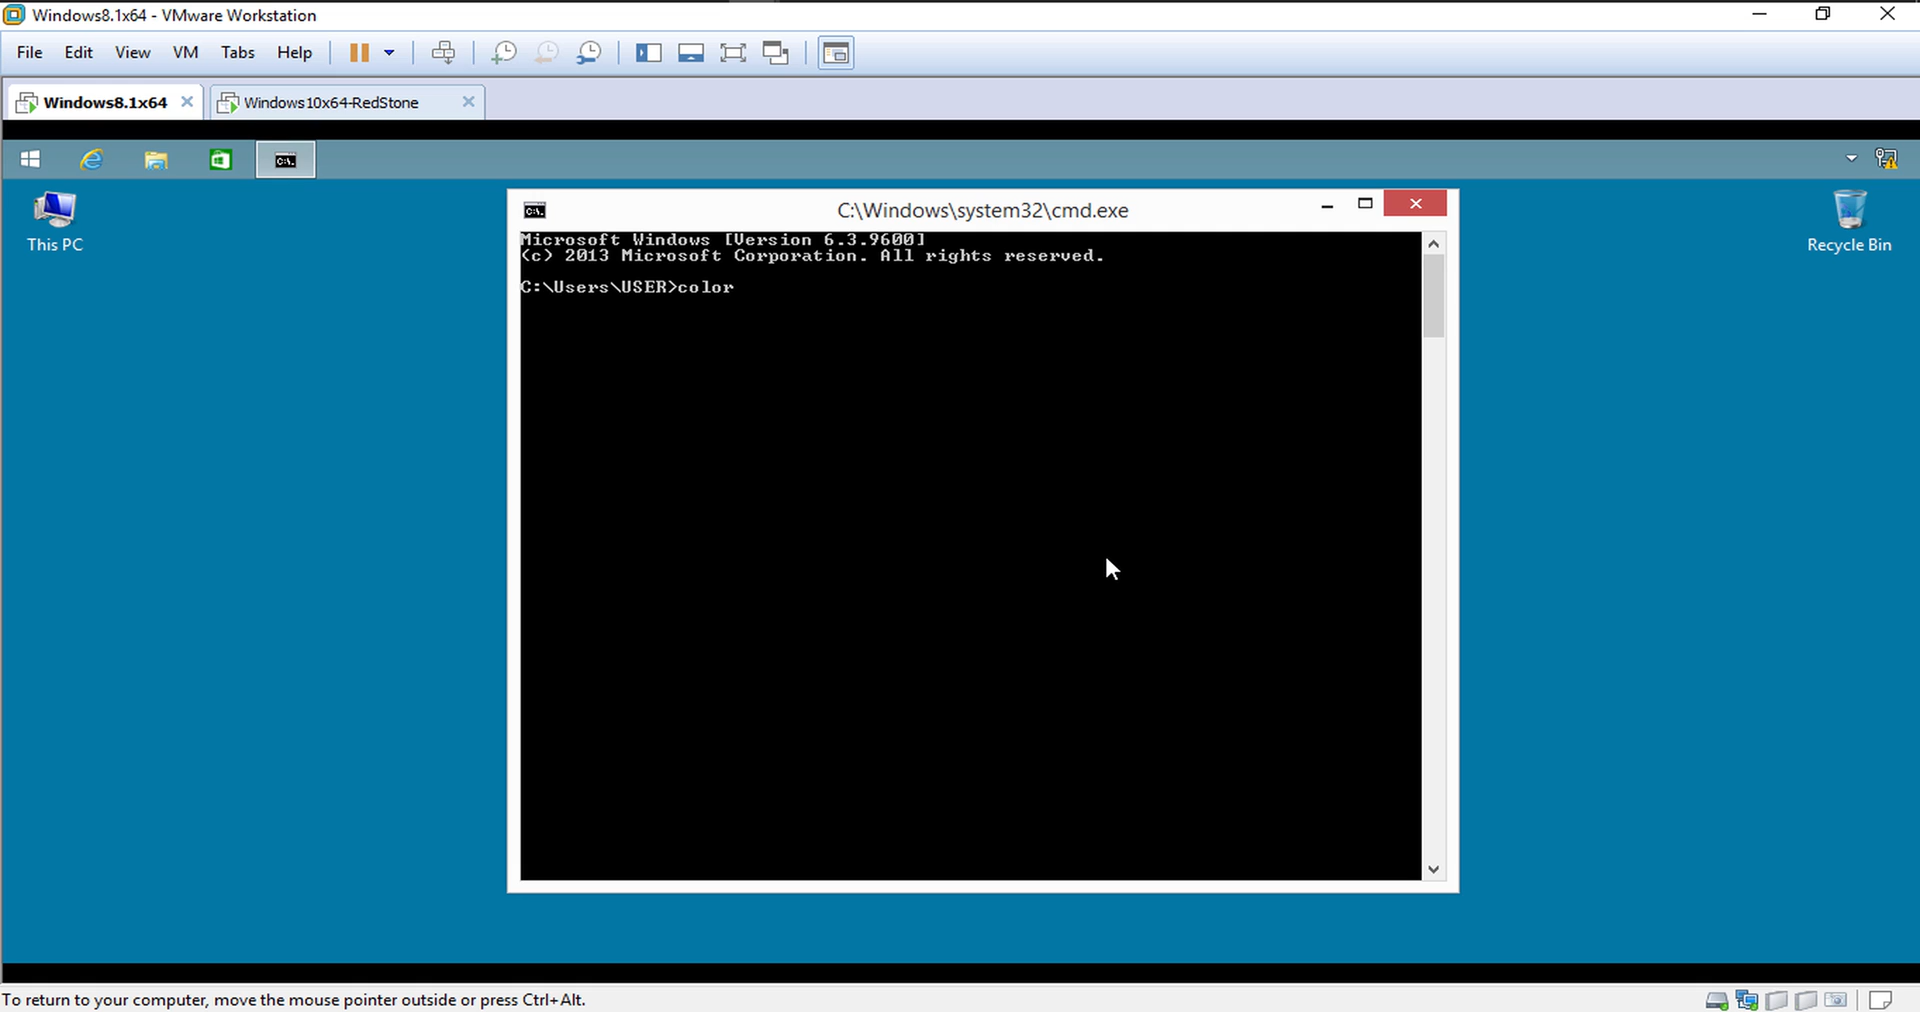 Windows8.1x64 - VMware Workstation
File Edit View VM Tabs Help
Windows8.1x64 Windows10x64-RedStone
This PC
Recycle Bin
C:\Windows\system32\cmd.exe
Microsoft Windows [Version 6.3.9600]
(c) 2013 Microsoft Corporation. All rights reserved.
C:\Users\USER>color
To return to your computer, move the mouse pointer outside or press Ctrl+Alt.